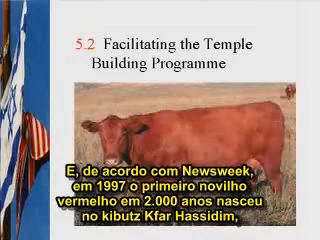 5.2 Facilitating the Temple
Building Programme
E, de acordo com Newsweek,
em 1997 o primeiro novilho
vermelho em 2.000 anos nasceu
no kibutz Kfar Hassidim,